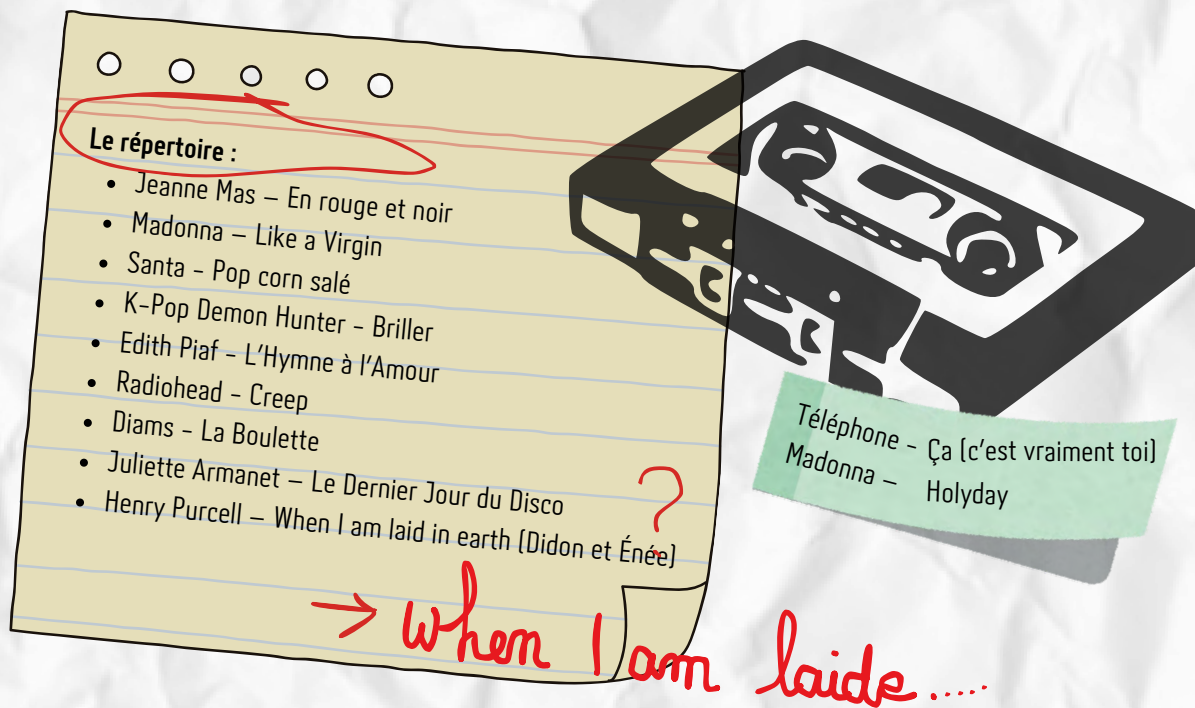 Le répertoire :
• Jeanne Mas – En rouge et noir
• Madonna – Like a Virgin
• Santa - Pop corn salé
• K-Pop Demon Hunter - Briller
• Edith Piaf - L'Hymne à l'Amour
• Radiohead - Creep
• Diams - La Boulette
• Juliette Armanet – Le Dernier Jour du Disco
• Henry Purcell – When I am laid in earth (Didon et Énée)
?
→ when I am laide......
Téléphone - Ça (c'est vraiment toi)
Madonna – Holyday